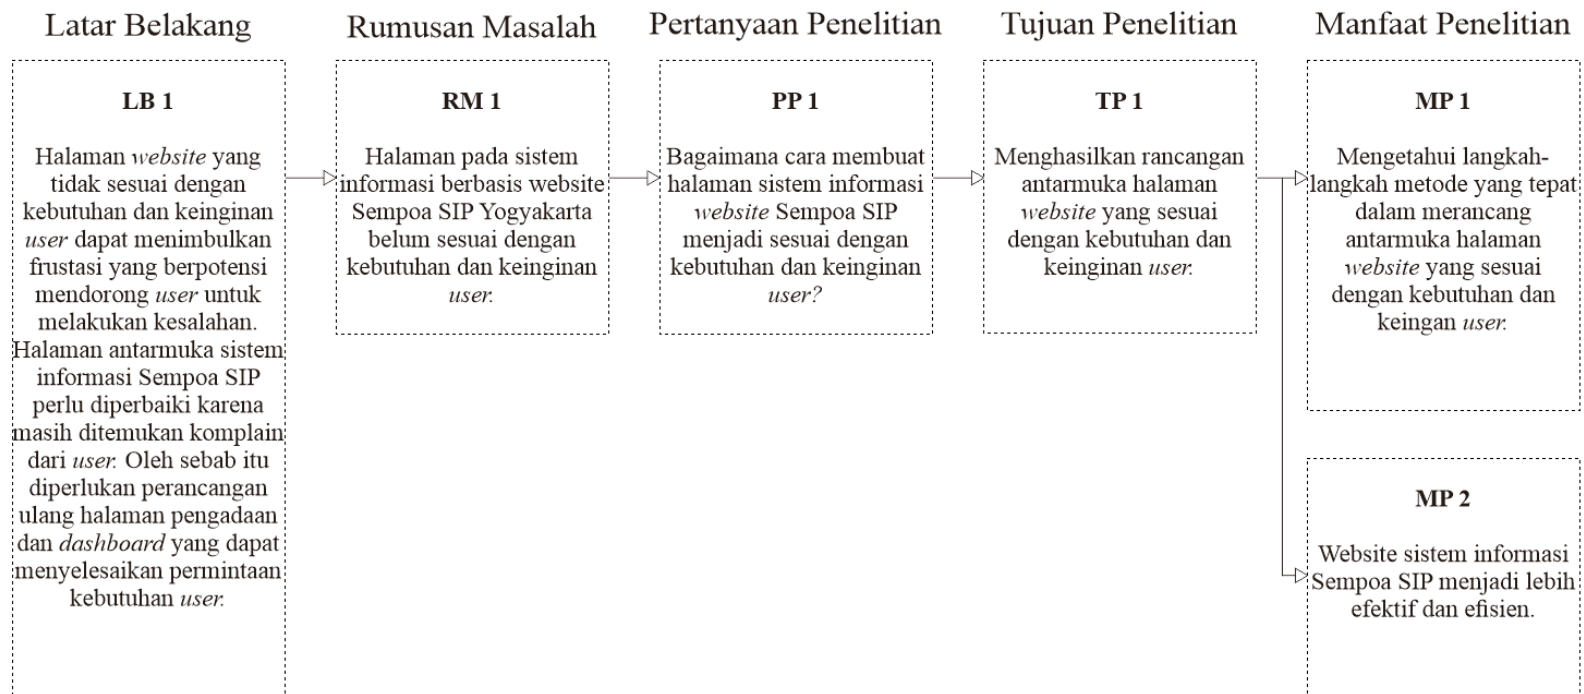 Latar Belakang
Rumusan Masalah
Pertanyaan Penelitian
Tujuan Penelitian
Manfaat Penelitian
LB 1
Halaman website yang
tidak sesuai dengan
kebutuhan dan keinginan
user dapat menimbulkan
frustasi yang berpotensi
mendorong user untuk
melakukan kesalahan.
Halaman antarmuka sistem
informasi Sempoa SIP
perlu diperbaiki karena
masih ditemukan komplain
dari user. Oleh sebab itu
diperlukan perancangan
ulang halaman pengadaan
dan dashboard yang dapat
menyelesaikan permintaan
kebutuhan user.
RM 1
Halaman pada sistem
informasi berbasis website
Sempoa SIP Yogyakarta
belum sesuai dengan
kebutuhan dan keinginan
user.
PP 1
Bagaimana cara membuat
halaman sistem informasi
website Sempoa SIP
menjadi sesuai dengan
kebutuhan dan keinginan
user?
TP 1
Menghasilkan rancangan
antarmuka halaman
website yang sesuai
dengan kebutuhan dan
keinginan user.
MP 1
Mengetahui langkah-
langkah metode yang tepat
dalam merancang
antarmuka halaman
website yang sesuai
dengan kebutuhan dan
keingan user.
MP 2
Website sistem informasi
Sempoa SIP menjadi lebih
efektif dan efisien.